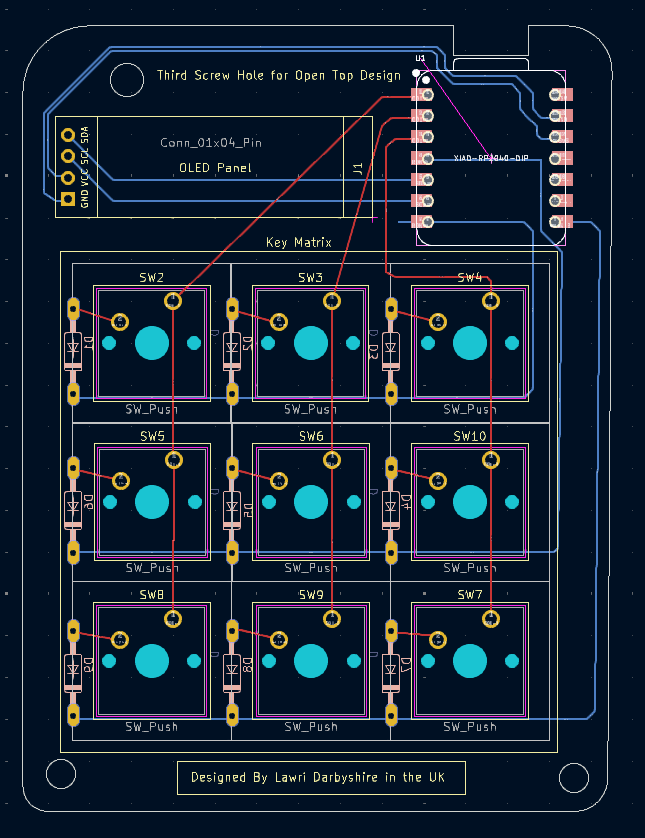 U1
Third Screw Hole for Open Top Design
Conn_01x04_Pin
XIAO-RP2040-DIP
OLED Panel
J1
GND VCC SCL SDA
Key Matrix
SW2
SW3
SW4
D1
D2
D3
SW_Push
SW_Push
SW_Push
SW5
SW6
SW10
D6
D5
D4
SW_Push
SW_Push
SW_Push
SW8
SW9
SW7
D9
D8
D7
SW_Push
SW_Push
SW_Push
Designed By Lawri Darbyshire in the UK